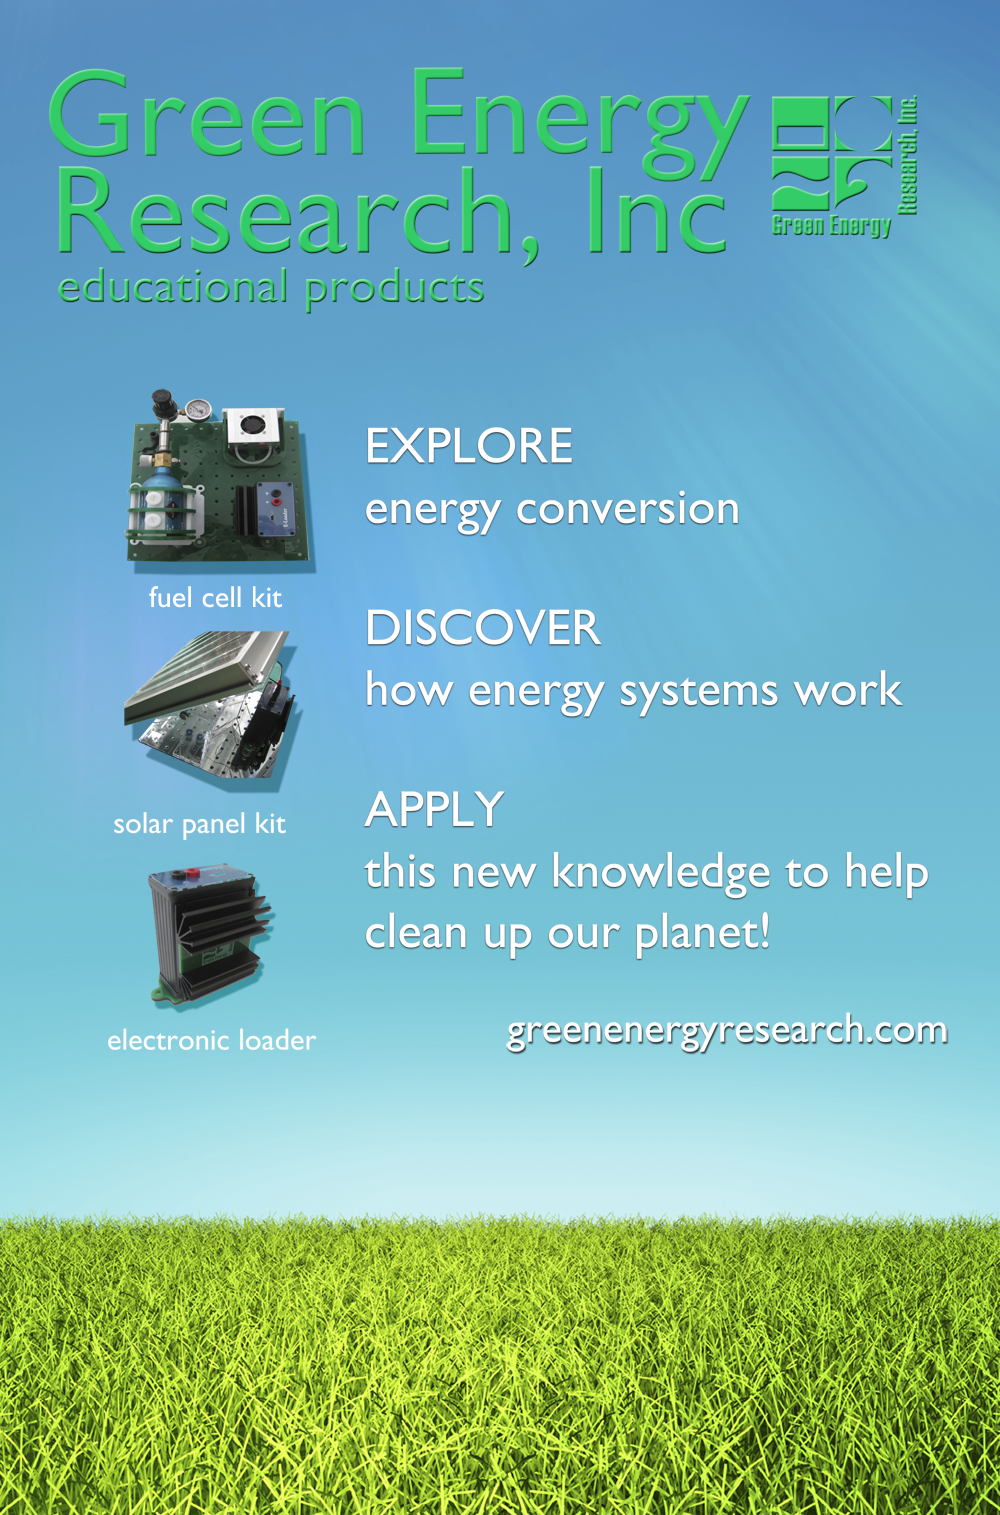 Green Energy
Research, Inc
educational products
Green Energy
Research, Inc.
EXPLORE
energy conversion
E-Loader
fuel cell kit
DISCOVER
how energy systems work
solar panel kit
APPLY
this new knowledge to help
clean up our planet!
electronic loader
greenenergyresearch.com